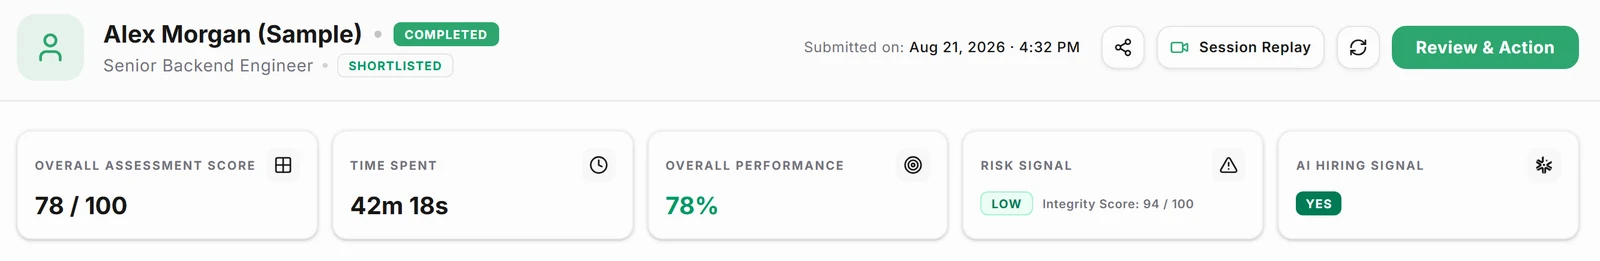 Alex Morgan (Sample) • COMPLETED
Senior Backend Engineer • SHORTLISTED
Submitted on: Aug 21, 2026 · 4:32 PM
Session Replay
Review & Action
OVERALL ASSESSMENT SCORE
78 / 100
TIME SPENT
42m 18s
OVERALL PERFORMANCE
78%
RISK SIGNAL
LOW Integrity Score: 94 / 100
AI HIRING SIGNAL
YES